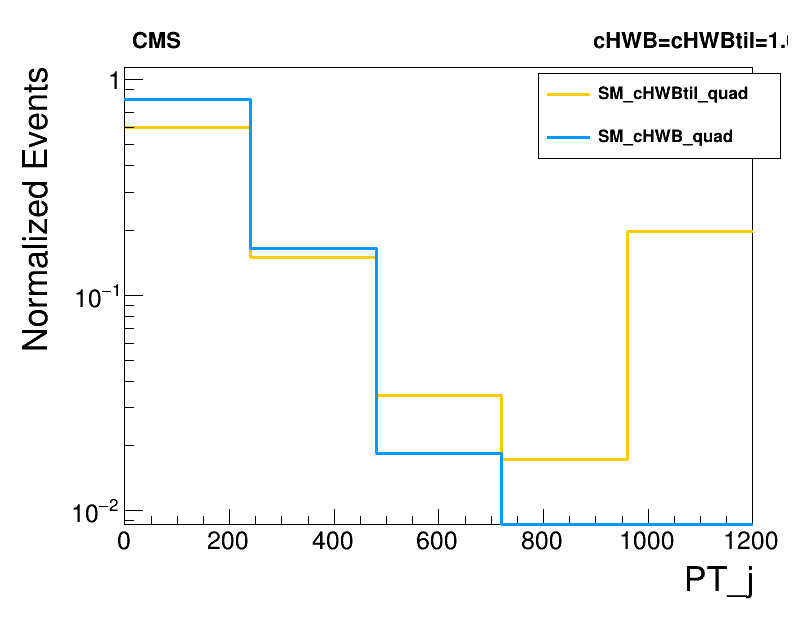 CMS
cHWB=cHWBtil=1.
Normalized Events
1
10−1
10−2
SM_cHWBtil_quad
SM_cHWB_quad
0 200 400 600 800 1000 1200
PT_j